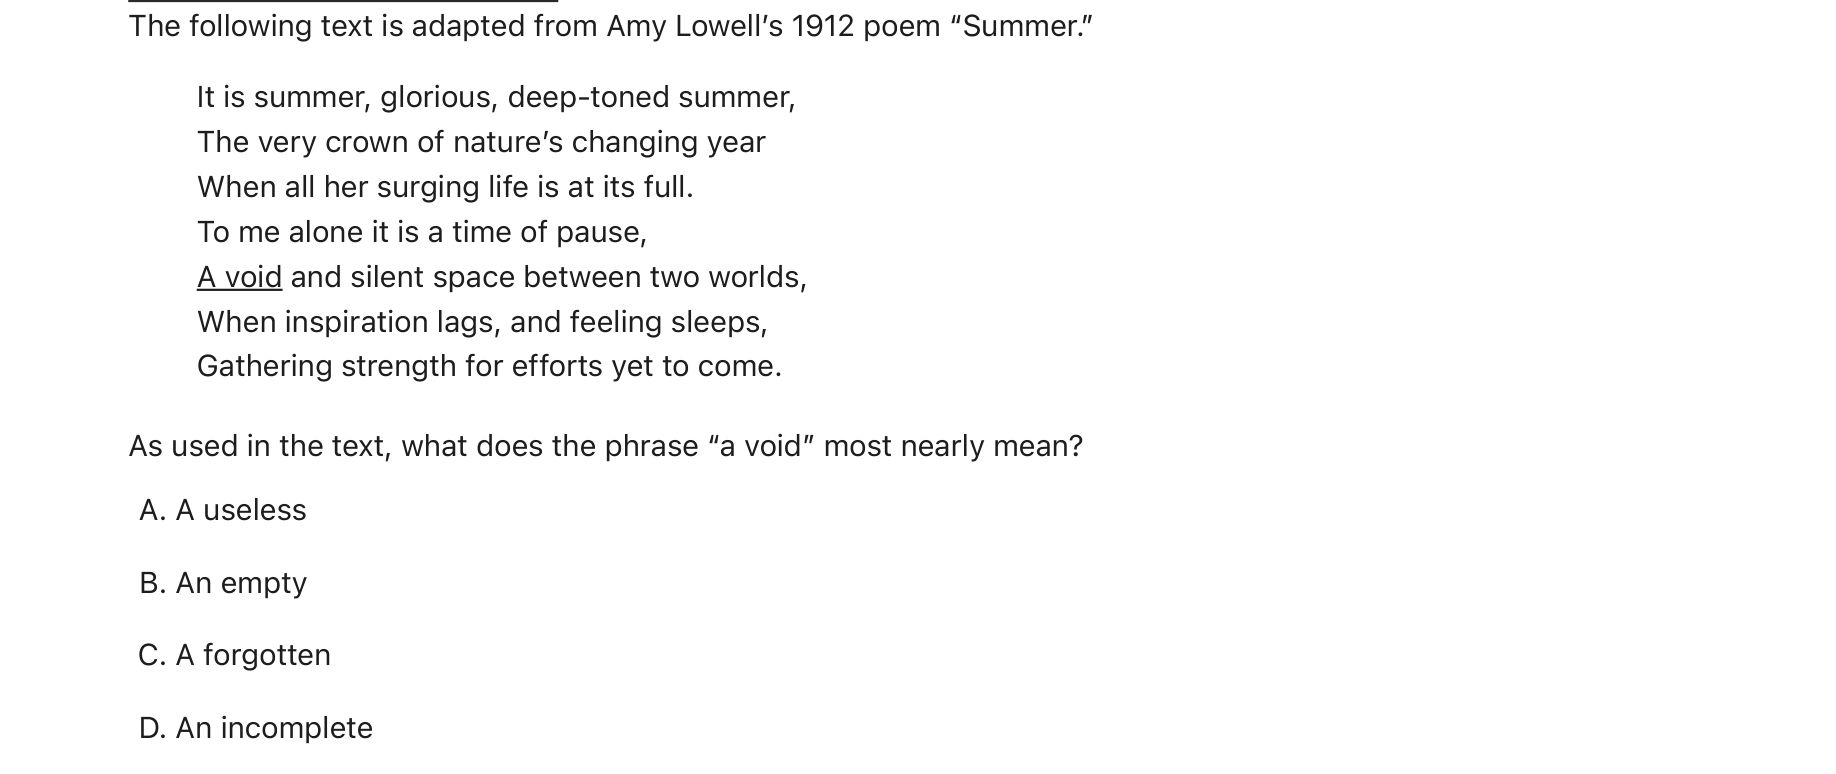 The following text is adapted from Amy Lowell’s 1912 poem “Summer.”
It is summer, glorious, deep-toned summer,
The very crown of nature’s changing year
When all her surging life is at its full.
To me alone it is a time of pause,
A void and silent space between two worlds,
When inspiration lags, and feeling sleeps,
Gathering strength for efforts yet to come.
As used in the text, what does the phrase “a void” most nearly mean?
A. A useless
B. An empty
C. A forgotten
D. An incomplete